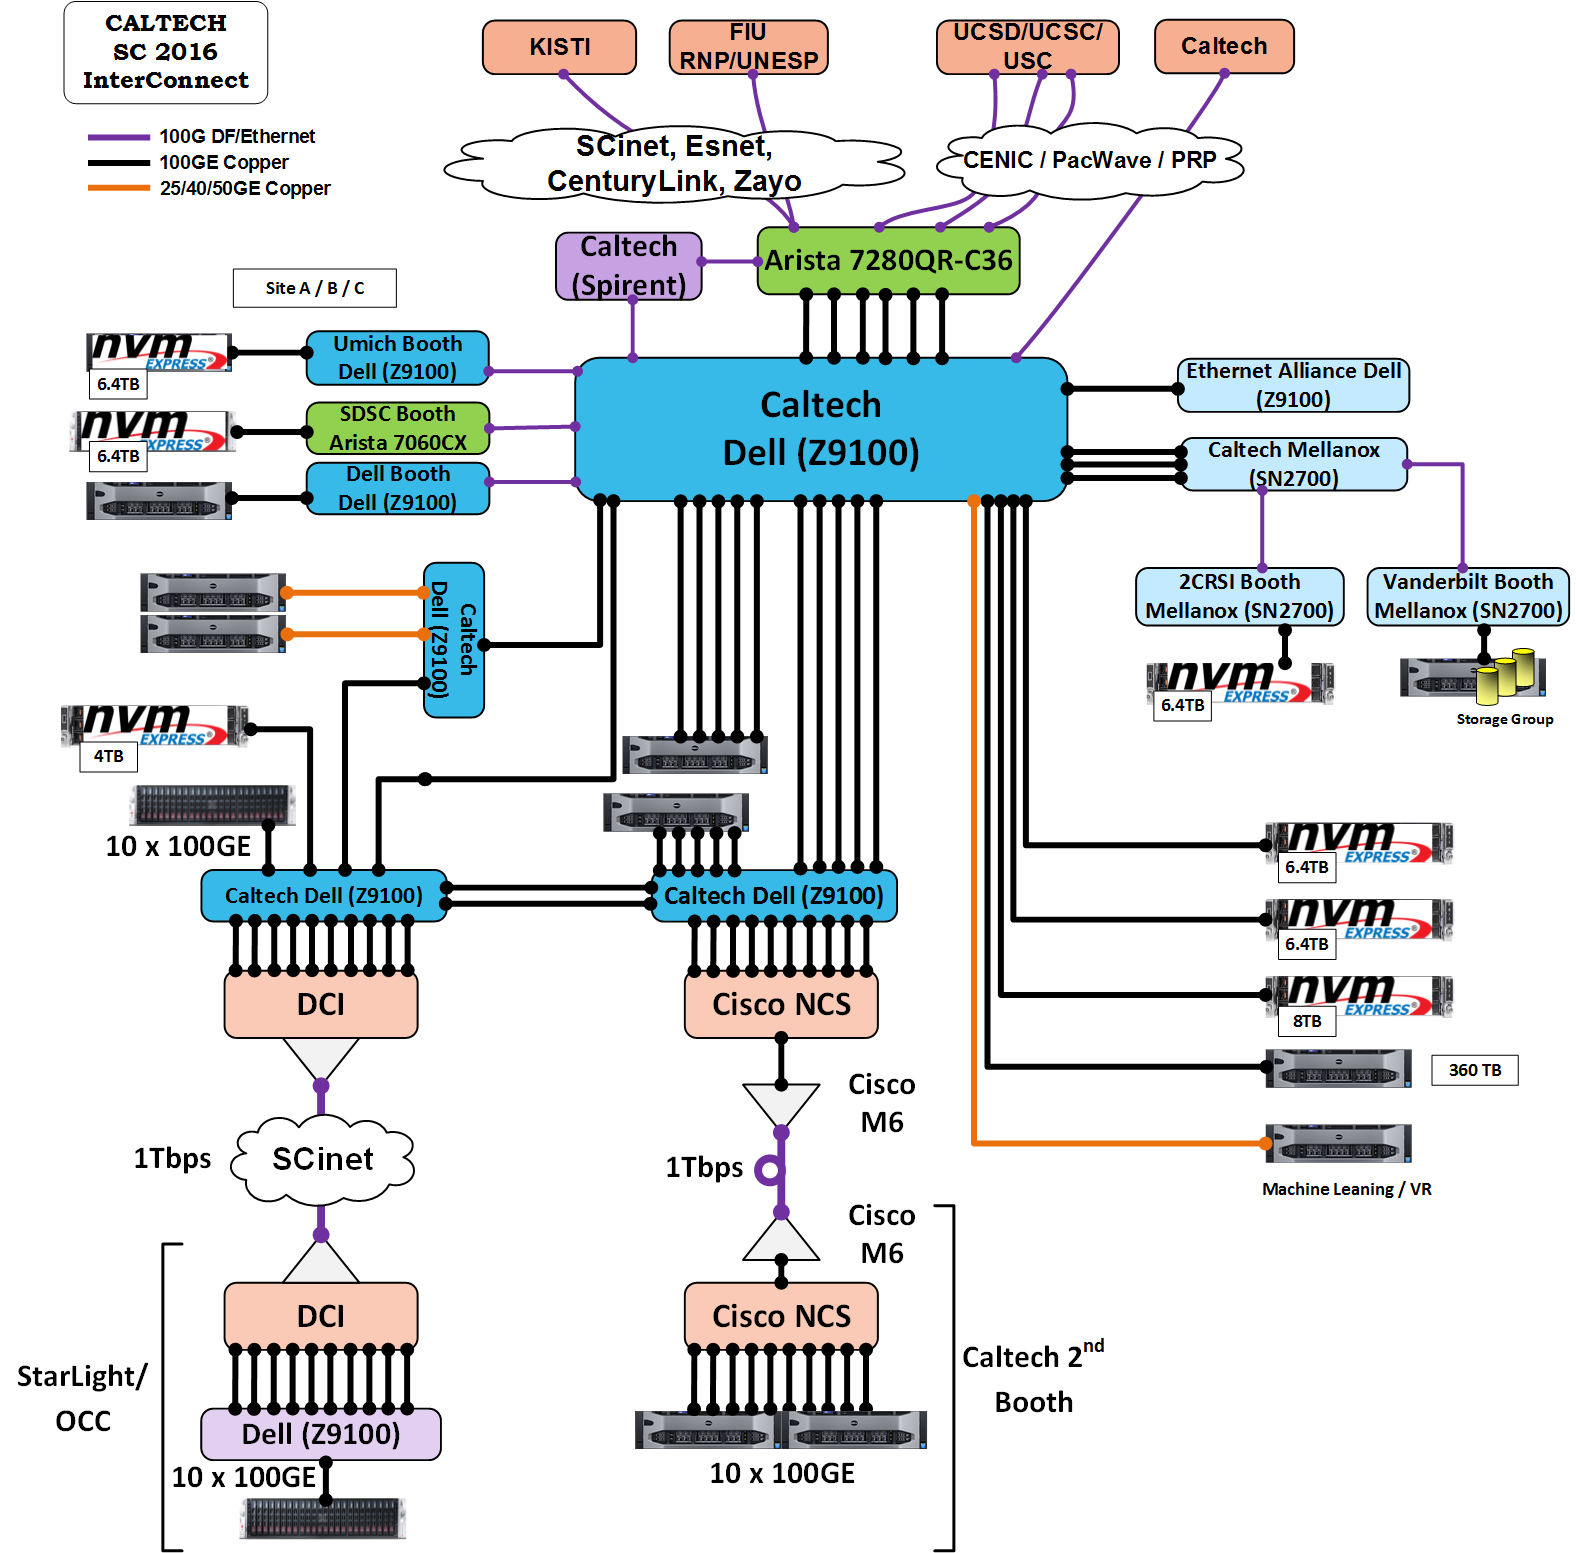 CALTECH
SC 2016
InterConnect
100G DF/Ethernet
100GE Copper
25/40/50GE Copper
KISTI
FIU
RNP/UNESP
UCSD/UCSC/
USC
Caltech
SCinet, Esnet,
CenturyLink, Zayo
CENIC / PacWave / PRP
Caltech
(Spirent)
Arista 7280QR-C36
Site A / B / C
nvm
EXPRESS®
6.4TB
Umich Booth
Dell (Z9100)
nvm
EXPRESS®
6.4TB
SDSC Booth
Arista 7060CX
Dell Booth
Dell (Z9100)
Caltech
Dell (Z9100)
Ethernet Alliance Dell
(Z9100)
Caltech Mellanox
(SN2700)
2CRSI Booth
Mellanox (SN2700)
Vanderbilt Booth
Mellanox (SN2700)
nvm
EXPRESS®
6.4TB
Storage Group
Caltech
Dell (Z9100)
nvm
EXPRESS®
4TB
10 x 100GE
Caltech Dell (Z9100)
Caltech Dell (Z9100)
nvm
EXPRESS®
6.4TB
nvm
EXPRESS®
6.4TB
nvm
EXPRESS®
8TB
360 TB
Machine Leaning / VR
DCI
Cisco NCS
Cisco
M6
1Tbps
SCinet
1Tbps
Cisco
M6
DCI
Cisco NCS
StarLight/
OCC
Dell (Z9100)
10 x 100GE
Caltech 2nd
Booth
10 x 100GE